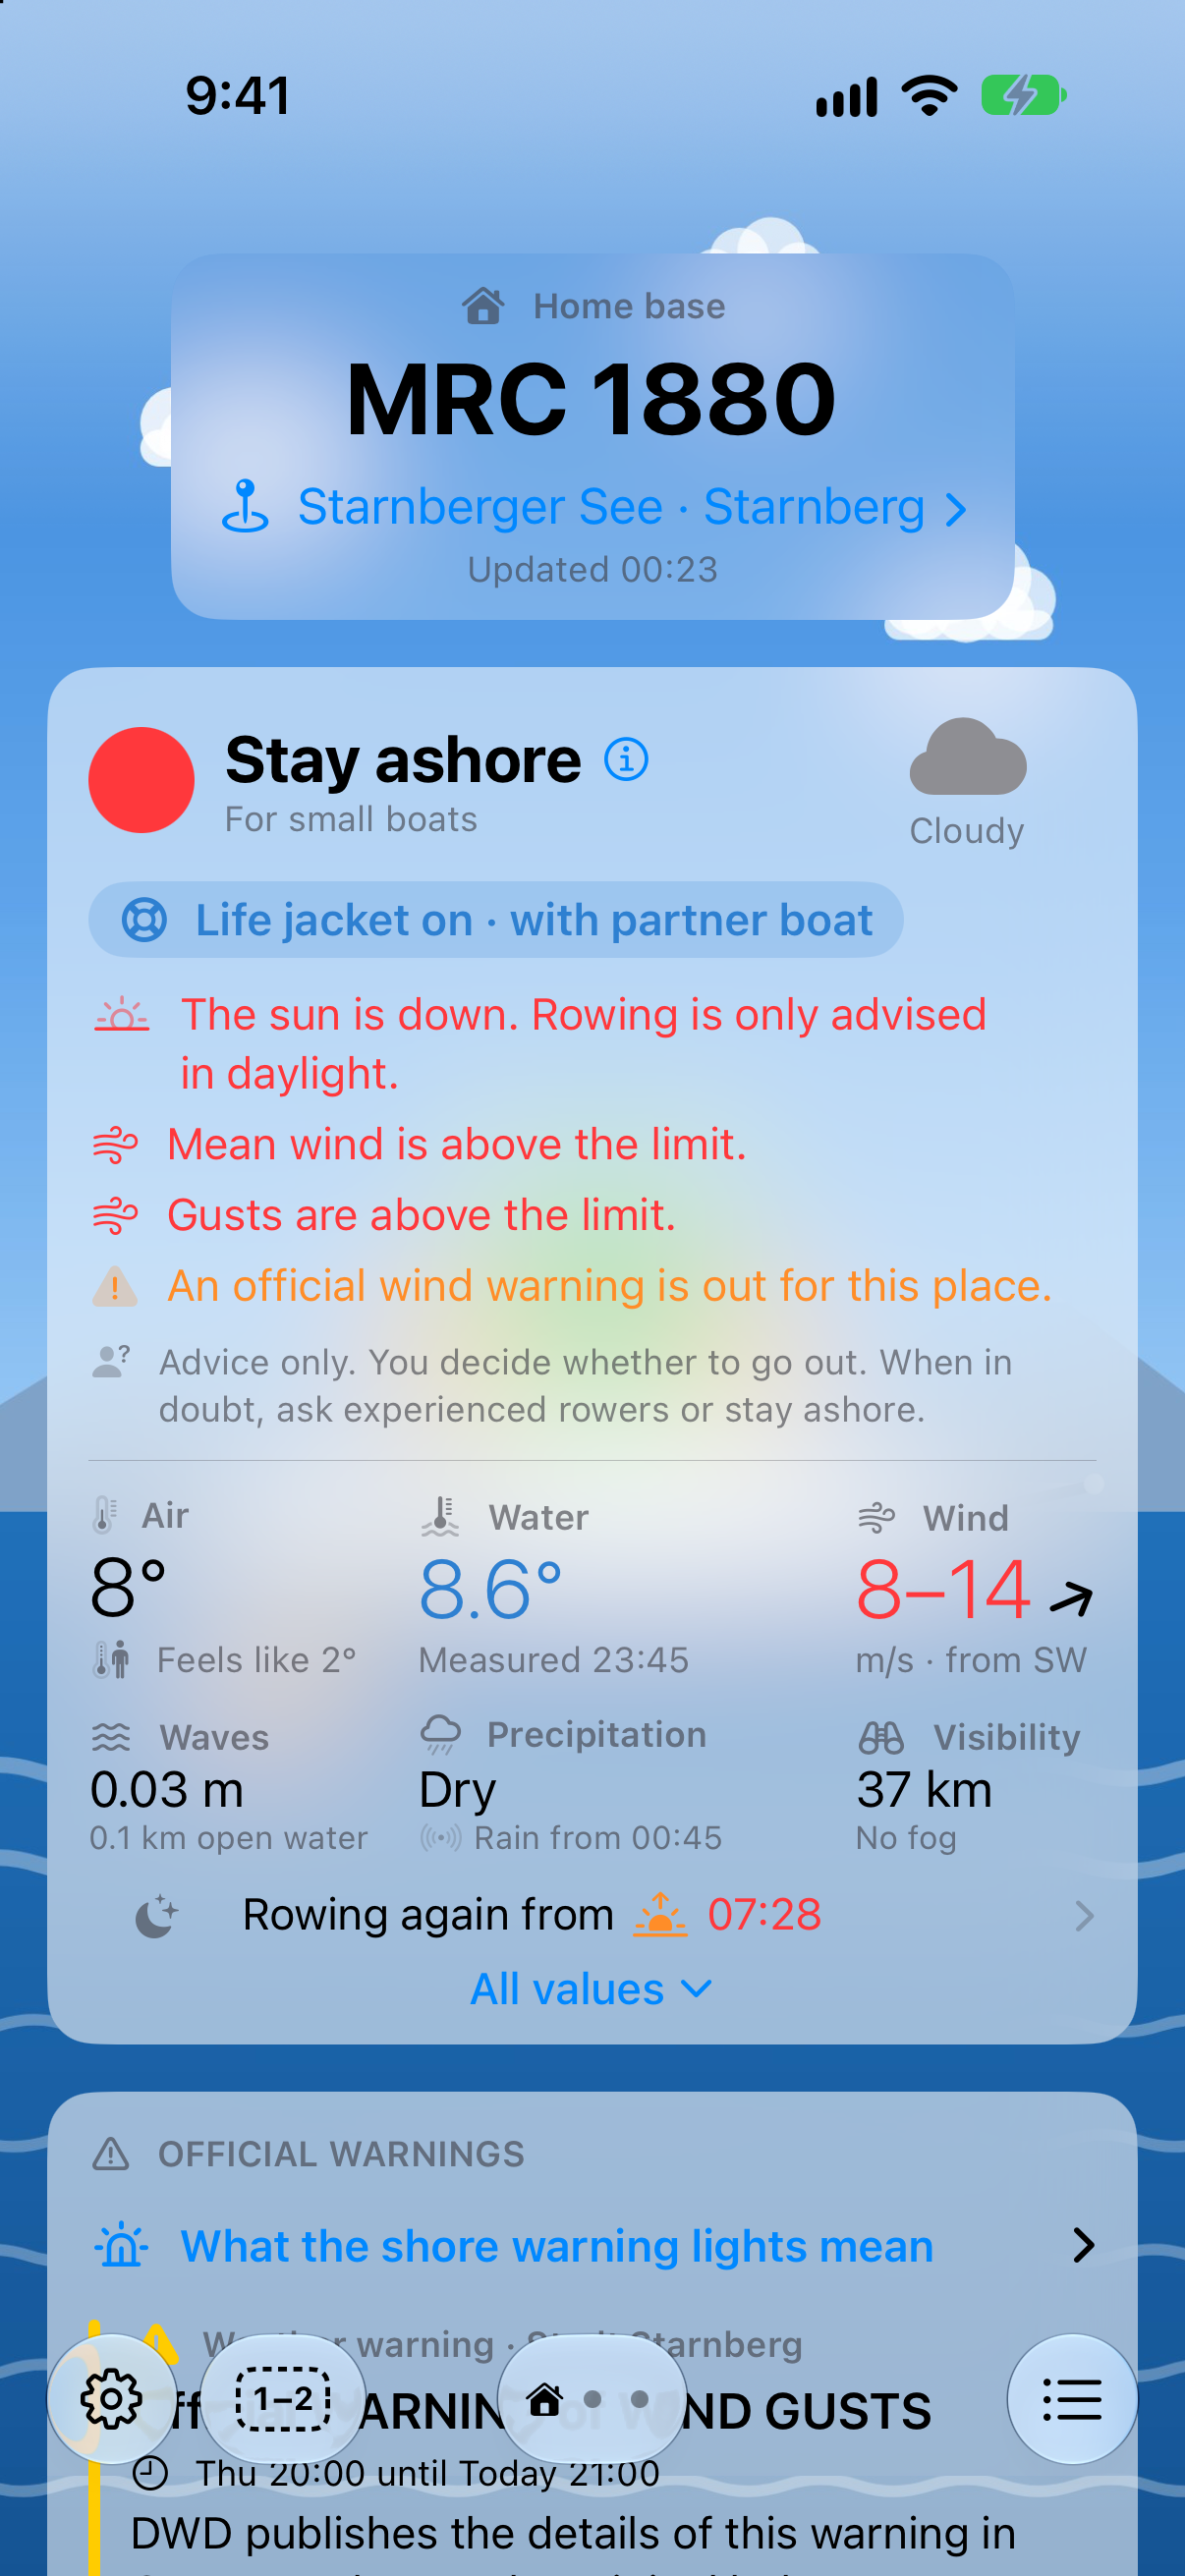 9:41
Home base
MRC 1880
Starnberger See · Starnberg
Updated 00:23
Stay ashore
For small boats
Cloudy
Life jacket on · with partner boat
The sun is down. Rowing is only advised
in daylight.
Mean wind is above the limit.
Gusts are above the limit.
An official wind warning is out for this place.
Advice only. You decide whether to go out. When in
doubt, ask experienced rowers or stay ashore.
Air
Water
Wind
8°
8.6°
8–14
Feels like 2°
Measured 23:45
m/s · from SW
Waves
Precipitation
Visibility
0.03 m
Dry
37 km
0.1 km open water
Rain from 00:45
No fog
Rowing again from 07:28
All values
OFFICIAL WARNINGS
What the shore warning lights mean
warning ·
1–2
GUSTS
Thu 20:00 until Today 21:00
DWD publishes the details of this warning in